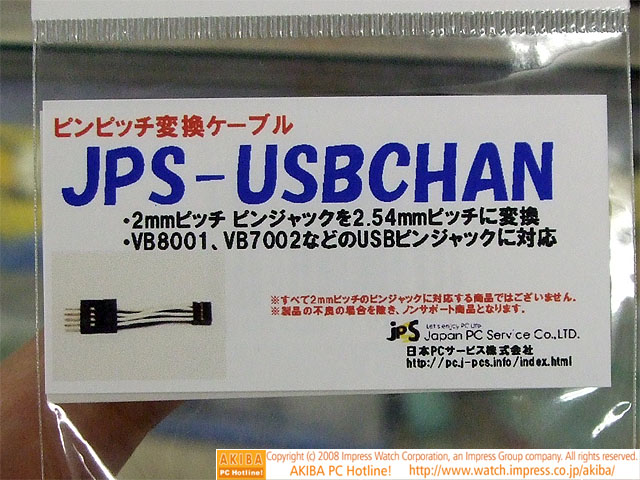 ピンピッチ変換ケーブル
JPS-USBCHAN
・2mmピッチ ピンジャックを2.54mmピッチに変換
・VB8001、VB7002などのUSBピンジャックに対応
※すべて2mmピッチのピンジャックに対応する商品ではございません。
※製品の不良の場合を除き、ノンサポート商品となります。
JPS Let's enjoy PC Life
Japan PC Service Co.,LTD.
日本PCサービス株式会社
http://pc.j-pcs.info/index.html
AKIBA PC Hotline! Copyright (c) 2008 Impress Watch Corporation, an Impress Group company. All rights reserved.
AKIBA PC Hotline! http://www.watch.impress.co.jp/akiba/